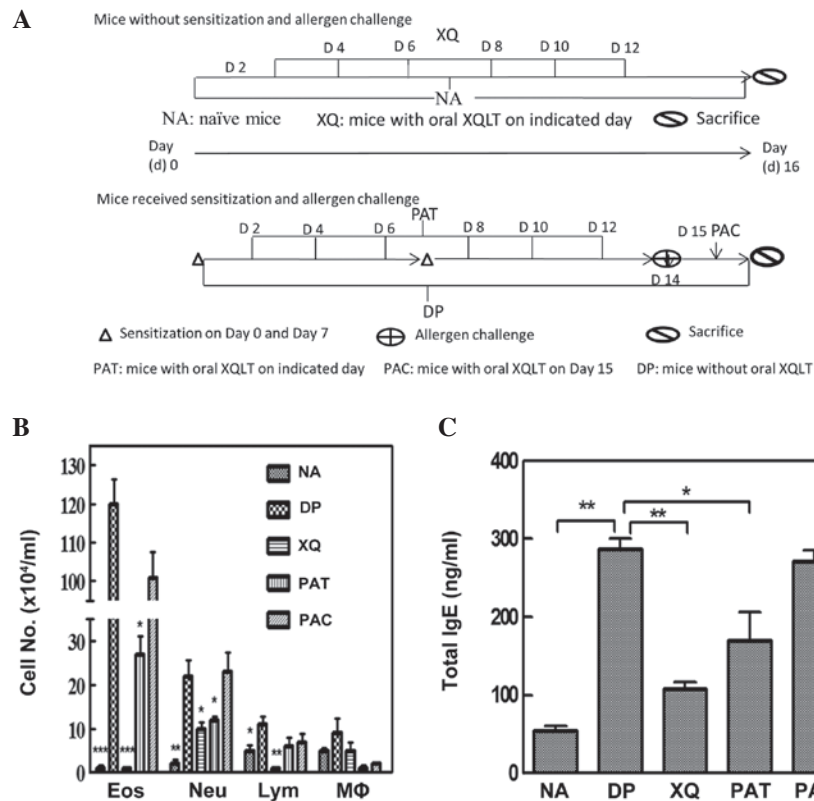 A
Mice without sensitization and allergen challenge
XQ
D 2 D 4 D 6 D 8 D 10 D 12
NA
NA: naïve mice XQ: mice with oral XQLT on indicated day Sacrifice
Day (d) 0
Day (d) 16
Mice received sensitization and allergen challenge
PAT
D 2 D 4 D 6 D 8 D 10 D 12 D 15 PAC
D 14
DP
Sensitization on Day 0 and Day 7 Allergen challenge Sacrifice
PAT: mice with oral XQLT on indicated day PAC: mice with oral XQLT on Day 15 DP: mice without oral XQLT
B
Cell No. (x10⁴/ml)
130
120
110
100
30
20
10
0
NA
DP
XQ
PAT
PAC
*** *** *
** * *
* **
Eos Neu Lym MΦ
C
Total IgE (ng/ml)
400
300
200
100
0
** ** *
NA DP XQ PAT PA